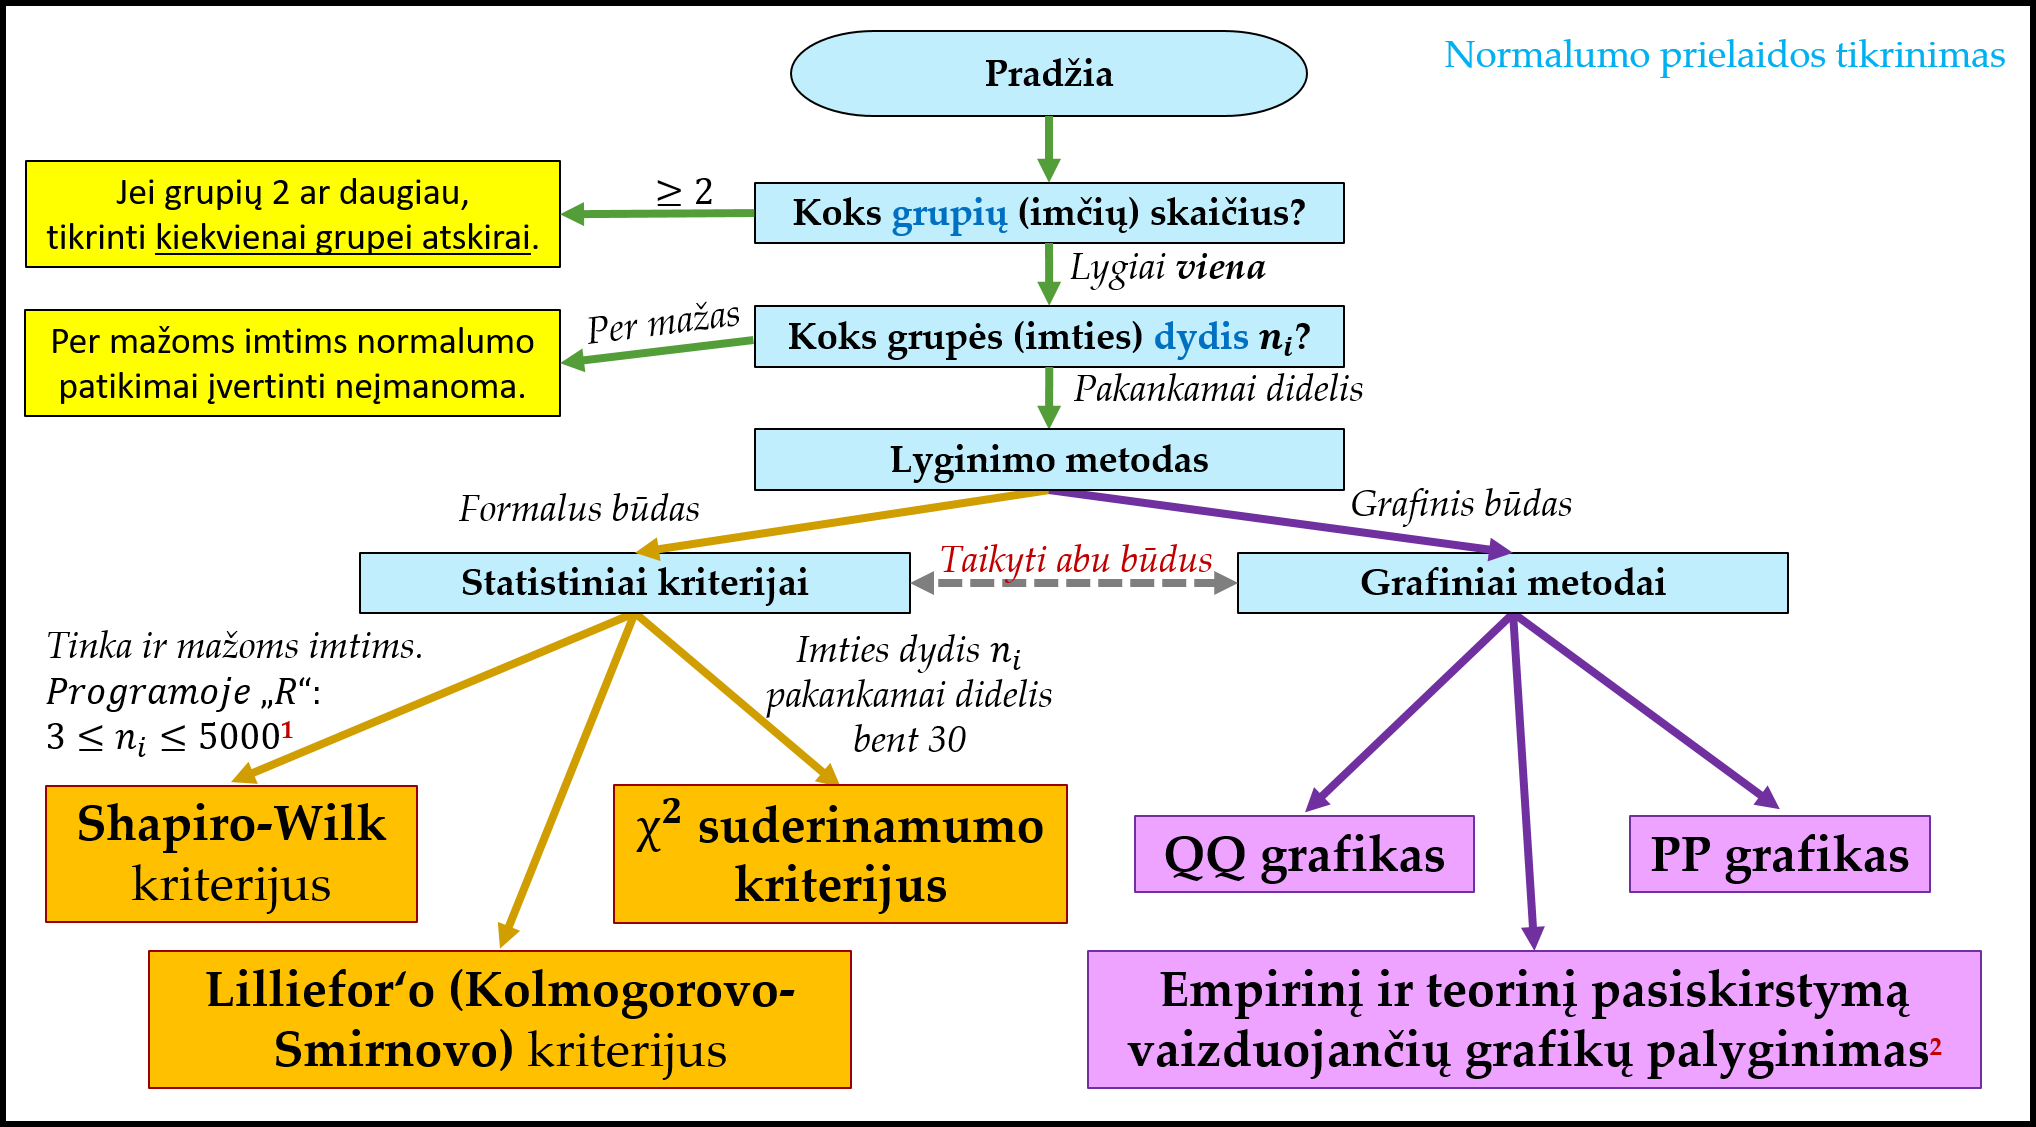 Normalumo prielaidos tikrinimas
Pradžia
Koks grupių (imčių) skaičius?
≥ 2
Jei grupių 2 ar daugiau,
tikrinti kiekvienai grupei atskirai.
Lygiai viena
Koks grupės (imties) dydis nᵢ?
Per mažas
Per mažoms imtims normalumo
patikimai įvertinti neįmanoma.
Pakankamai didelis
Lyginimo metodas
Formalus būdas
Grafinis būdas
Statistiniai kriterijai
Taikyti abu būdus
Grafiniai metodai
Tinka ir mažoms imtims.
Programoje „R“:
3 ≤ nᵢ ≤ 5000¹
Imties dydis nᵢ
pakankamai didelis
bent 30
Shapiro-Wilk
kriterijus
χ² suderinamumo
kriterijus
Lilliefor‘o (Kolmogorovo-
Smirnovo) kriterijus
QQ grafikas
PP grafikas
Empirinį ir teorinį pasiskirstymą
vaizduojančių grafikų palyginimas²